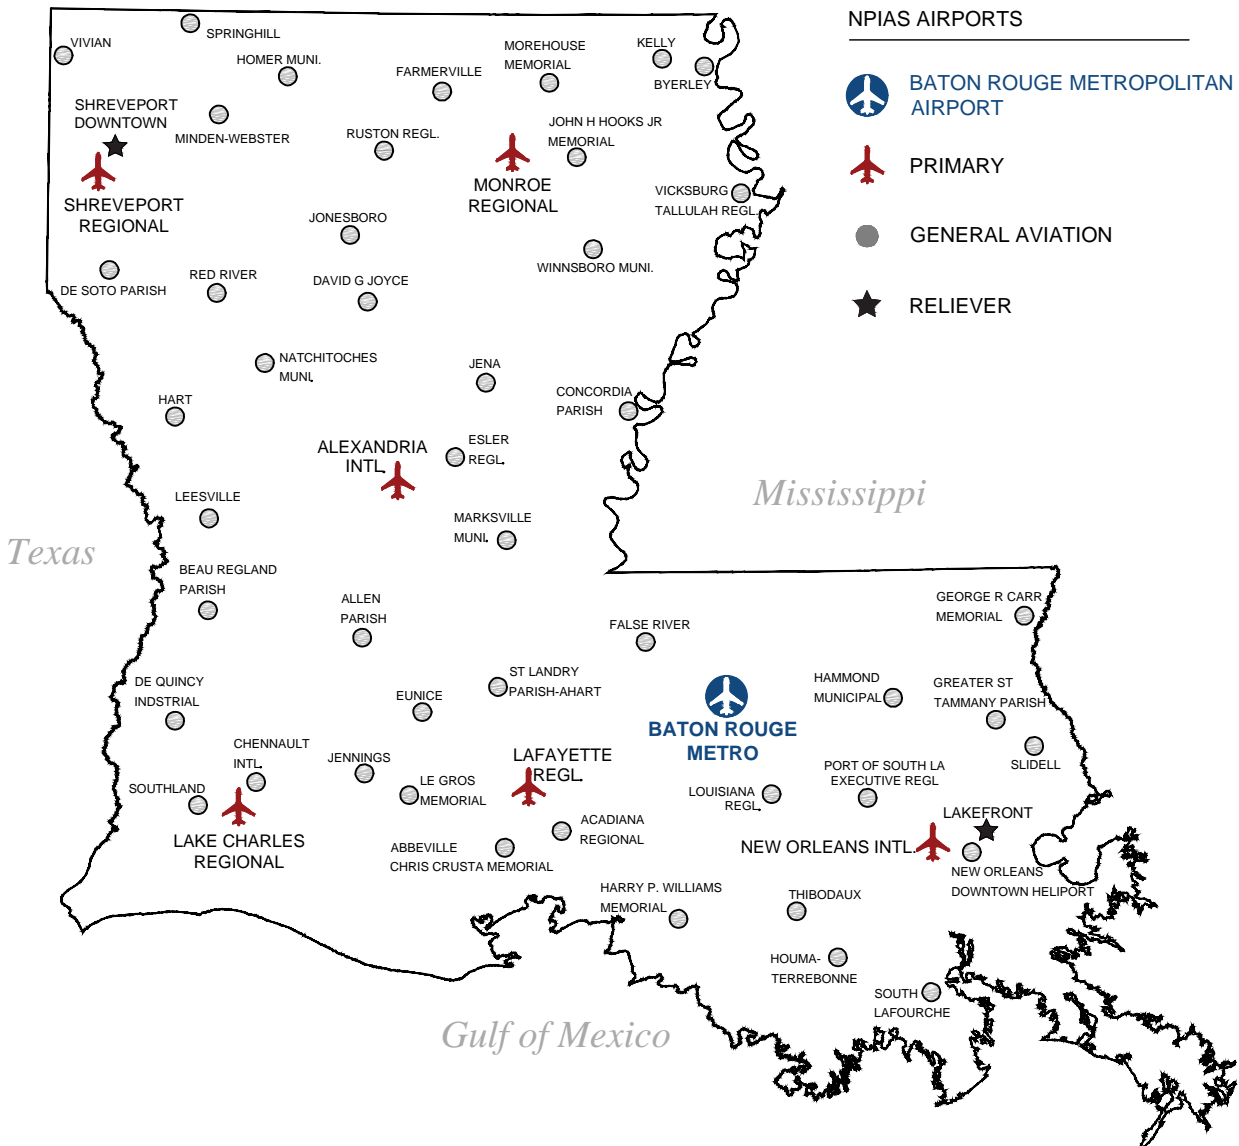 NPIAS AIRPORTS
BATON ROUGE METROPOLITAN
AIRPORT
PRIMARY
GENERAL AVIATION
RELIEVER
VIVIAN
SPRINGHILL
HOMER MUNI.
FARMERVILLE
MOREHOUSE
MEMORIAL
KELLY
BYERLEY
SHREVEPORT
DOWNTOWN
MINDEN-WEBSTER
RUSTON REGL.
JOHN H HOOKS JR
MEMORIAL
SHREVEPORT
REGIONAL
MONROE
REGIONAL
VICKSBURG
TALLULAH REGL.
JONESBORO
WINNSBORO MUNI.
DE SOTO PARISH
RED RIVER
DAVID G JOYCE
NATCHITOCHES
MUNI.
JENA
HART
CONCORDIA
PARISH
ALEXANDRIA
INTL.
ESLER
REGL.
LEESVILLE
MARKSVILLE
MUNI.
Mississippi
Texas
BEAU REGLAND
PARISH
ALLEN
PARISH
FALSE RIVER
GEORGE R CARR
MEMORIAL
DE QUINCY
INDSTRIAL
EUNICE
ST LANDRY
PARISH-AHART
BATON ROUGE
METRO
HAMMOND
MUNICIPAL
GREATER ST
TAMMANY PARISH
SLIDELL
CHENNAULT
INTL.
JENNINGS
LE GROS
MEMORIAL
LAFAYETTE
REGL.
LOUISIANA
REGL.
PORT OF SOUTH LA
EXECUTIVE REGL
SOUTHLAND
LAKE CHARLES
REGIONAL
ABBEVILLE
CHRIS CRUSTA MEMORIAL
ACADIANA
REGIONAL
NEW ORLEANS INTL.
LAKEFRONT
NEW ORLEANS
DOWNTOWN HELIPORT
HARRY P. WILLIAMS
MEMORIAL
THIBODAUX
HOUMA-
TERREBONNE
SOUTH
LAFOURCHE
Gulf of Mexico